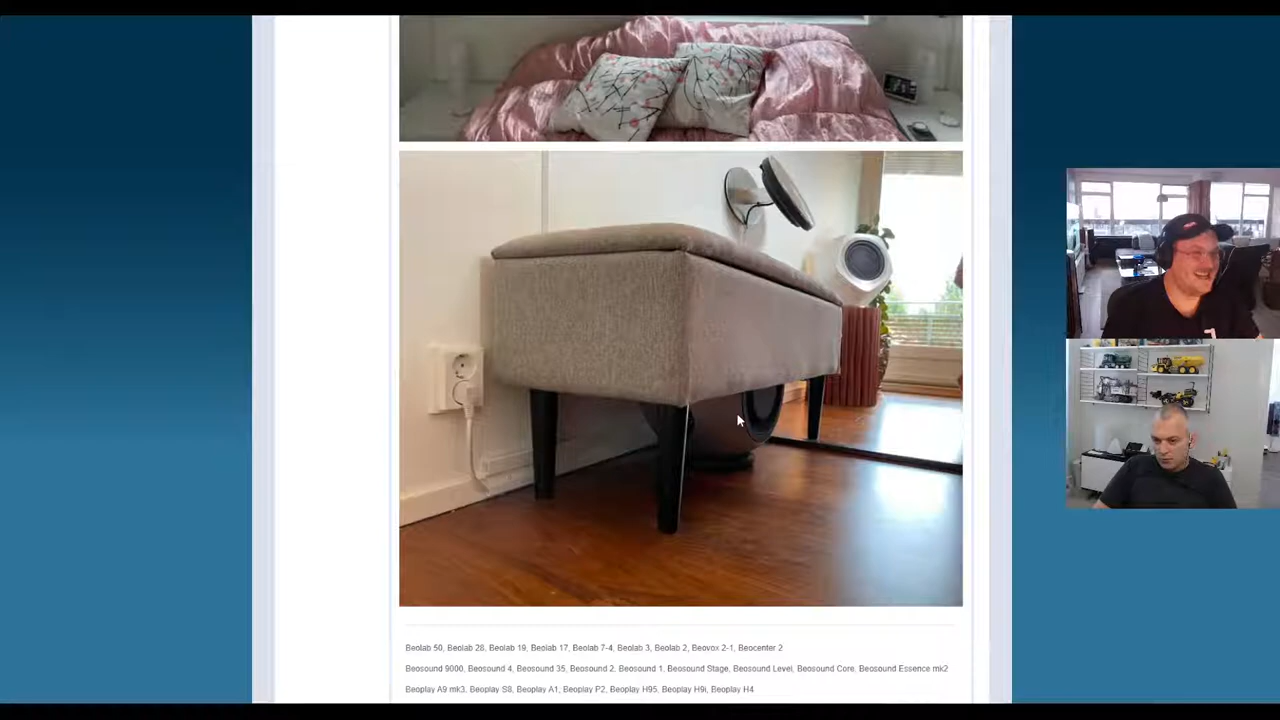 Beolab 50, Beolab 28, Beolab 19, Beolab 17, Beolab 7-4, Beolab 3, Beolab 2, Beovox 2-1, Beocenter 2
Beosound 9000, Beosound 4, Beosound 35, Beosound 2, Beosound 1, Beosound Stage, Beosound Level, Beosound Core, Beosound Essence mk2
Beoplay A9 mk3, Beoplay S8, Beoplay A1, Beoplay P2, Beoplay H95, Beoplay H9i, Beoplay H4